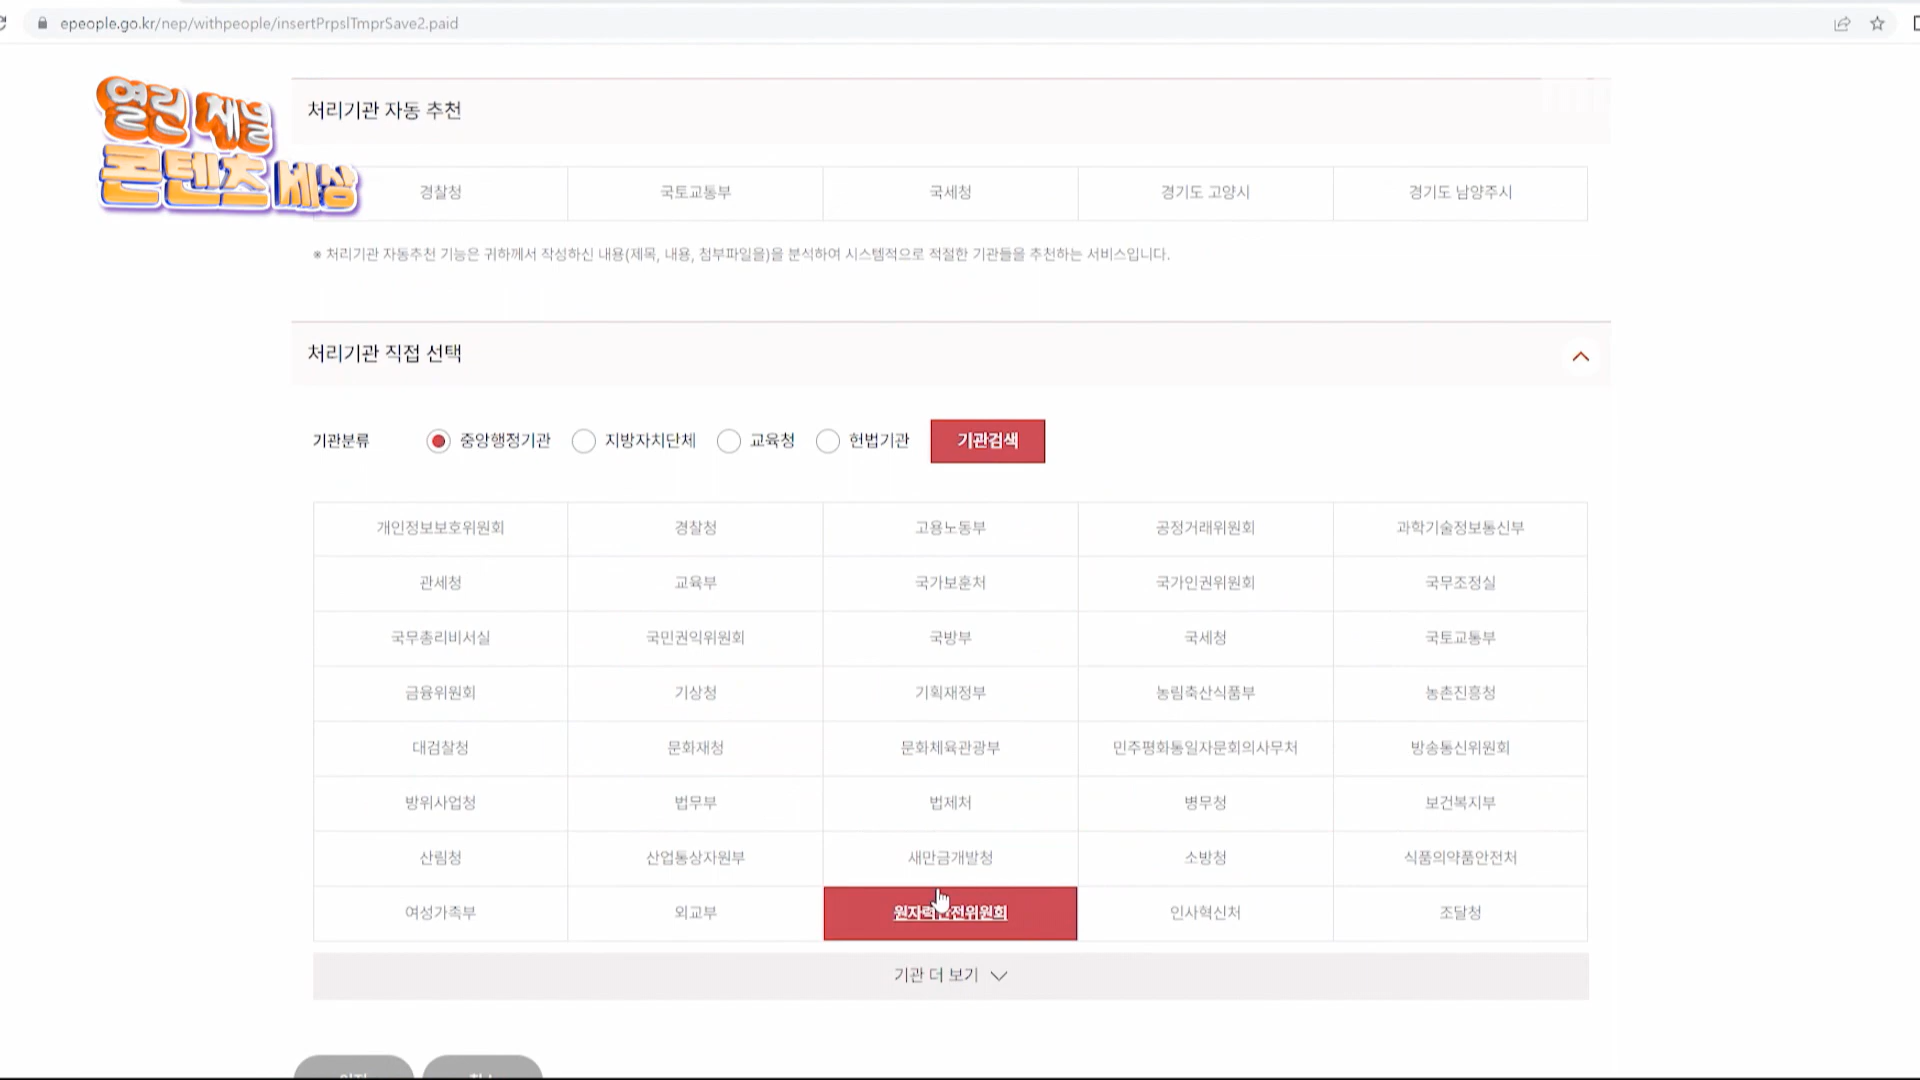 epeople.go.kr/nep/withpeople/insertPrpslTmprSave2.paid
열린 채널
콘텐츠 세상
처리기관 자동 추천
경찰청 국토교통부 국세청 경기도 고양시 경기도 남양주시
※ 처리기관 자동추천 기능은 귀하께서 작성하신 내용(제목, 내용, 첨부파일을)을 분석하여 시스템적으로 적절한 기관들을 추천하는 서비스입니다.
처리기관 직접 선택
기관분류 중앙행정기관 지방자치단체 교육청 헌법기관 기관검색
개인정보보호위원회 경찰청 고용노동부 공정거래위원회 과학기술정보통신부
관세청 교육부 국가보훈처 국가인권위원회 국무조정실
국무총리비서실 국민권익위원회 국방부 국세청 국토교통부
금융위원회 기상청 기획재정부 농림축산식품부 농촌진흥청
대검찰청 문화재청 문화체육관광부 민주평화통일자문회의사무처 방송통신위원회
방위사업청 법무부 법제처 병무청 보건복지부
산림청 산업통상자원부 새만금개발청 소방청 식품의약품안전처
여성가족부 외교부 원자력안전위원회 인사혁신처 조달청
기관 더 보기